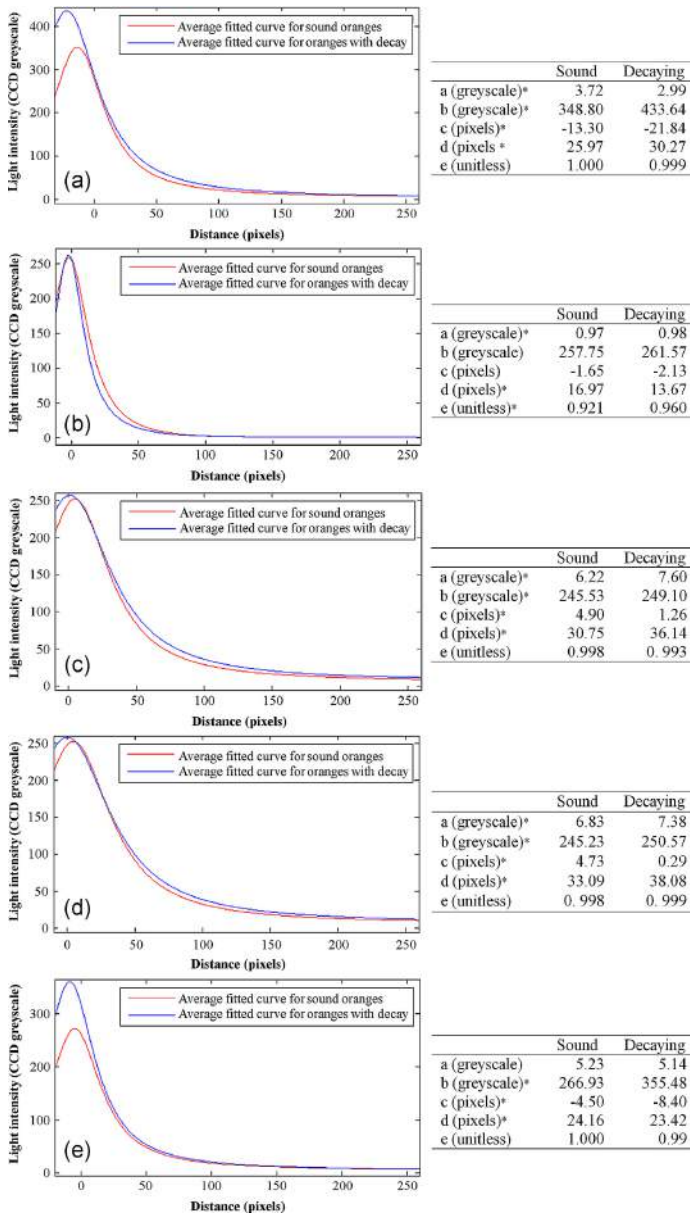 Light intensity (CCD greyscale)
400
300
200
100
0
Average fitted curve for sound oranges
Average fitted curve for oranges with decay
(a)
0 50 100 150 200 250
Distance (pixels)
Sound Decaying
a (greyscale)* 3.72 2.99
b (greyscale)* 348.80 433.64
c (pixels)* -13.30 -21.84
d (pixels * 25.97 30.27
e (unitless) 1.000 0.999
Light intensity (CCD greyscale)
250
200
150
100
50
0
Average fitted curve for sound oranges
Average fitted curve for oranges with decay
(b)
0 50 100 150 200 250
Distance (pixels)
Sound Decaying
a (greyscale)* 0.97 0.98
b (greyscale) 257.75 261.57
c (pixels) -1.65 -2.13
d (pixels)* 16.97 13.67
e (unitless)* 0.921 0.960
Light intensity (CCD greyscale)
250
200
150
100
50
0
Average fitted curve for sound oranges
Average fitted curve for oranges with decay
(c)
0 50 100 150 200 250
Distance (pixels)
Sound Decaying
a (greyscale)* 6.22 7.60
b (greyscale)* 245.53 249.10
c (pixels)* 4.90 1.26
d (pixels)* 30.75 36.14
e (unitless) 0.998 0. 993
Light intensity (CCD greyscale)
250
200
150
100
50
0
Average fitted curve for sound oranges
Average fitted curve for oranges with decay
(d)
0 50 100 150 200 250
Distance (pixels)
Sound Decaying
a (greyscale)* 6.83 7.38
b (greyscale)* 245.23 250.57
c (pixels)* 4.73 0.29
d (pixels)* 33.09 38.08
e (unitless) 0. 998 0. 999
Light intensity (CCD greyscale)
300
200
100
0
Average fitted curve for sound oranges
Average fitted curve for oranges with decay
(e)
0 50 100 150 200 250
Distance (pixels)
Sound Decaying
a (greyscale) 5.23 5.14
b (greyscale)* 266.93 355.48
c (pixels)* -4.50 -8.40
d (pixels)* 24.16 23.42
e (unitless) 1.000 0.99